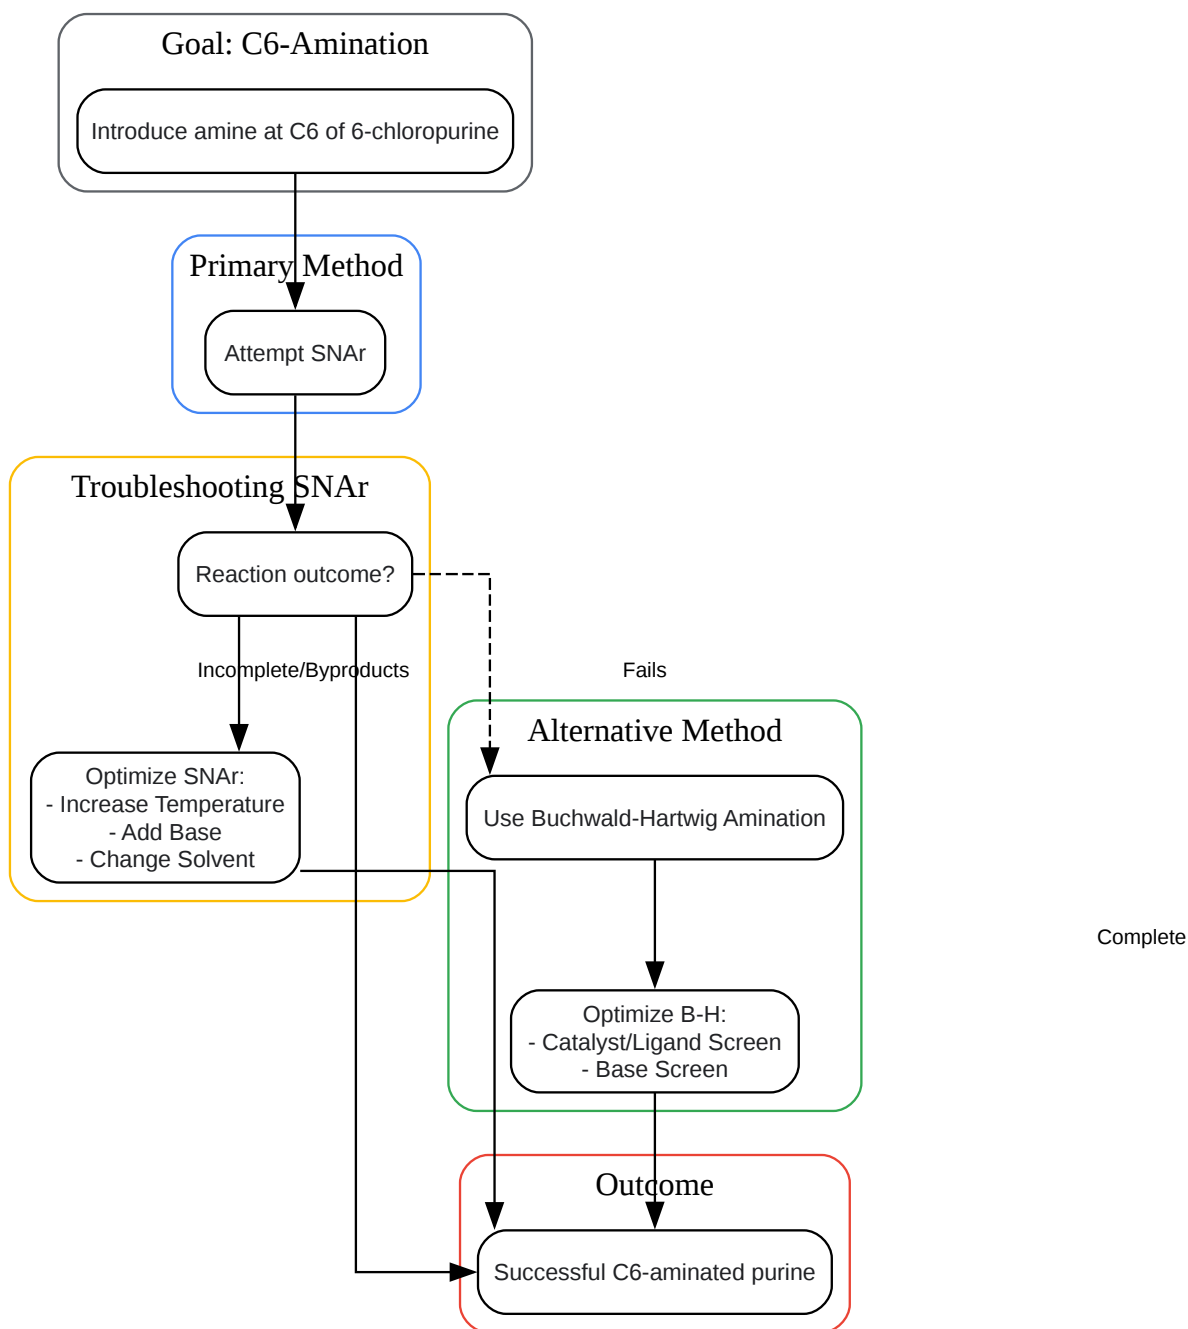 Goal: C6-Amination
Introduce amine at C6 of 6-chloropurine
Primary Method
Attempt SNAr
Troubleshooting SNAr
Reaction outcome?
Incomplete/Byproducts
Fails
Optimize SNAr:
- Increase Temperature
- Add Base
- Change Solvent
Alternative Method
Use Buchwald-Hartwig Amination
Complete
Optimize B-H:
- Catalyst/Ligand Screen
- Base Screen
Outcome
Successful C6-aminated purine